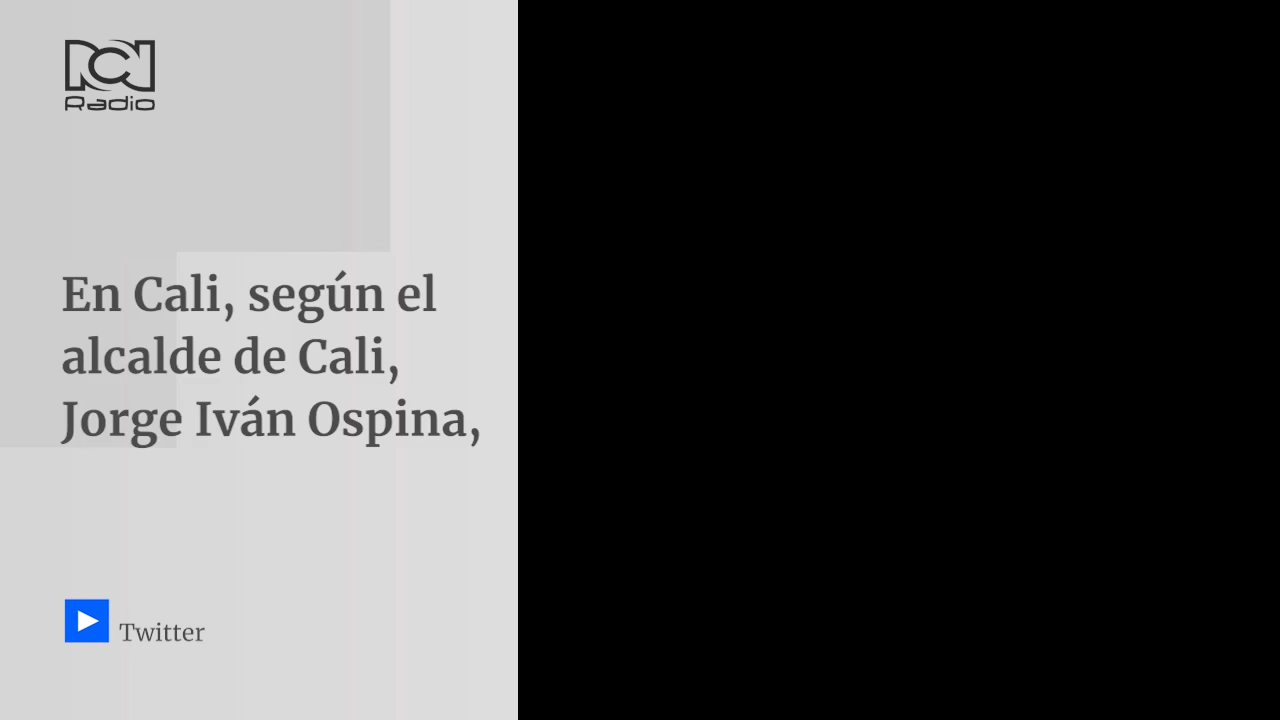 RCN
Radio
En Cali, según el
alcalde de Cali,
Jorge Iván Ospina,
Twitter